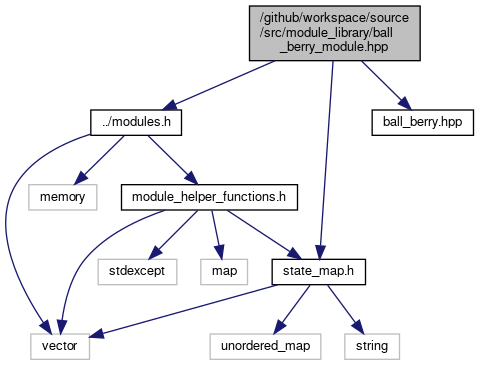 /github/workspace/source
/src/module_library/ball
_berry_module.hpp
../modules.h
ball_berry.hpp
memory
module_helper_functions.h
stdexcept
map
state_map.h
vector
unordered_map
string